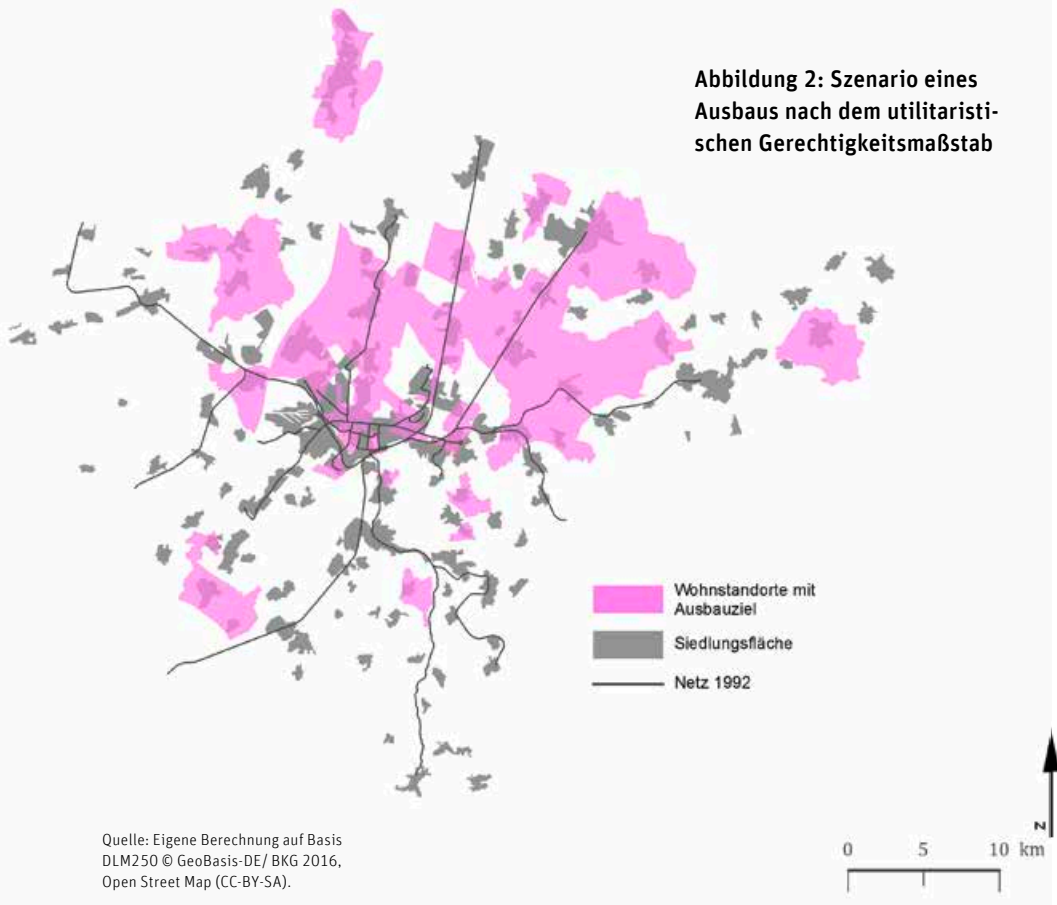 Abbildung 2: Szenario eines
Ausbaus nach dem utilitaristi-
schen Gerechtigkeitsmaßstab
Wohnstandorte mit
Ausbauziel
Siedlungsfläche
Netz 1992
N
0 5 10 km
Quelle: Eigene Berechnung auf Basis
DLM250 © GeoBasis-DE/ BKG 2016,
Open Street Map (CC-BY-SA).